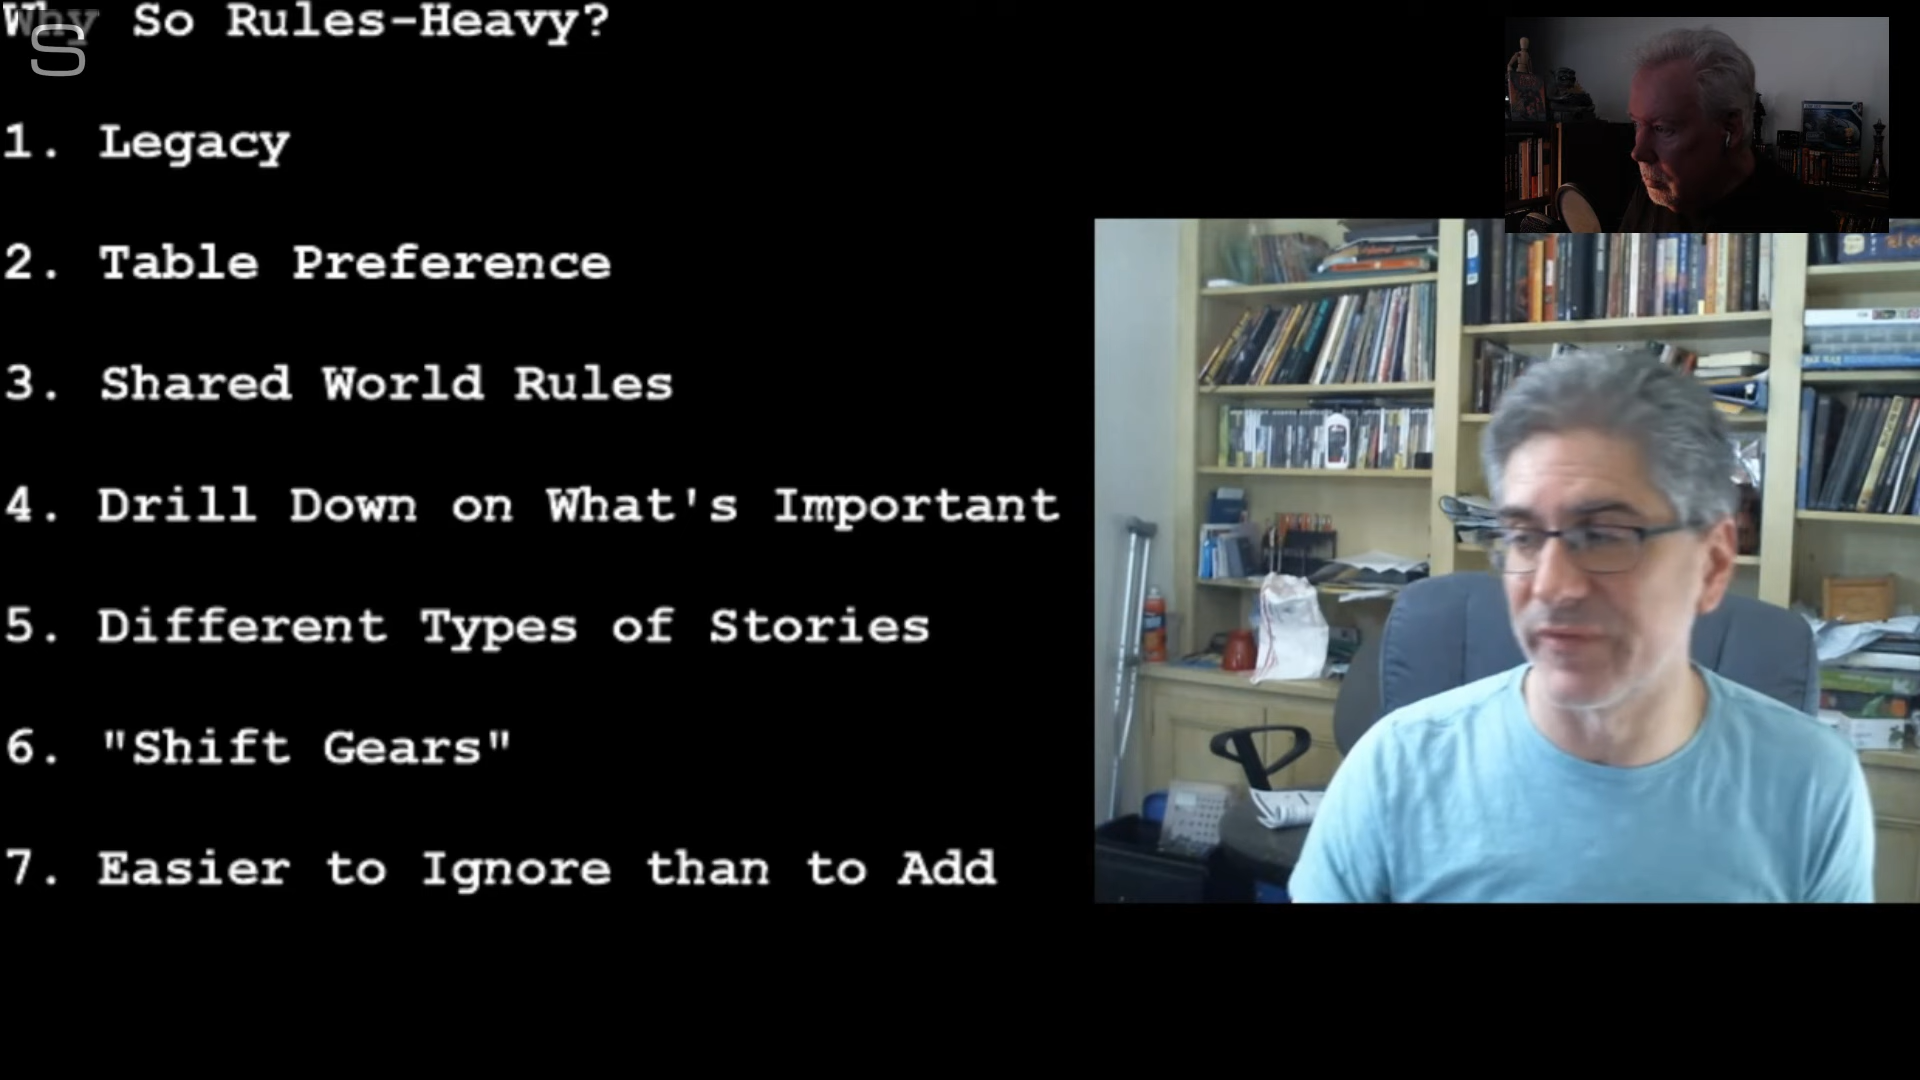 Why So Rules-Heavy?
S
1. Legacy
2. Table Preference
3. Shared World Rules
4. Drill Down on What's Important
5. Different Types of Stories
6. "Shift Gears"
7. Easier to Ignore than to Add